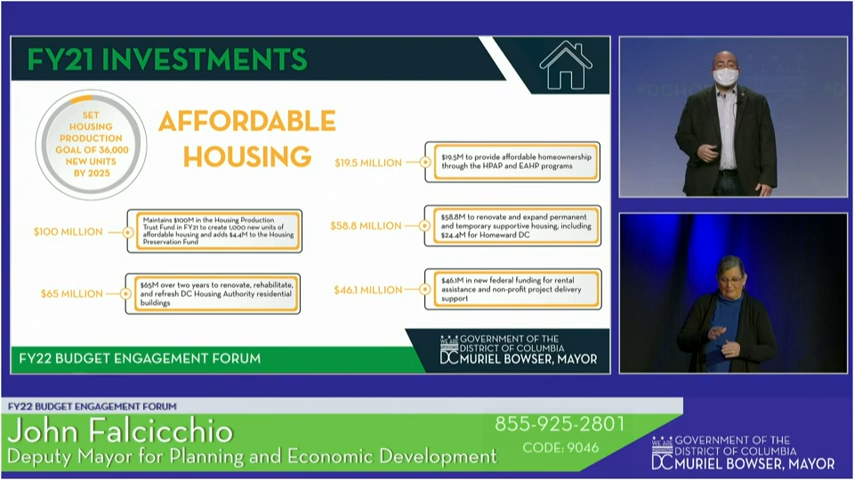 FY21 INVESTMENTS
SET
HOUSING
PRODUCTION
GOAL OF 36,000
NEW UNITS
BY 2025
AFFORDABLE
HOUSING
$19.5 MILLION
$19.5M to provide affordable homeownership
through the HPAP and EAHP programs
$100 MILLION
Maintains $100M in the Housing Production
Trust Fund in FY21 to create 1,000 new units of
affordable housing and adds $4.4M to the Housing
Preservation Fund
$58.8 MILLION
$58.8M to renovate and expand permanent
and temporary supportive housing, including
$24.4M for Homeward DC
$65 MILLION
$65M over two years to renovate, rehabilitate,
and refresh DC Housing Authority residential
buildings
$46.1 MILLION
$46.1M in new federal funding for rental
assistance and non-profit project delivery
support
FY22 BUDGET ENGAGEMENT FORUM
WE ARE
DC
GOVERNMENT OF THE
DISTRICT OF COLUMBIA
MURIEL BOWSER, MAYOR
FY22 BUDGET ENGAGEMENT FORUM
John Falcicchio
Deputy Mayor for Planning and Economic Development
855-925-2801
CODE: 9046
WE ARE
DC
GOVERNMENT OF THE
DISTRICT OF COLUMBIA
MURIEL BOWSER, MAYOR